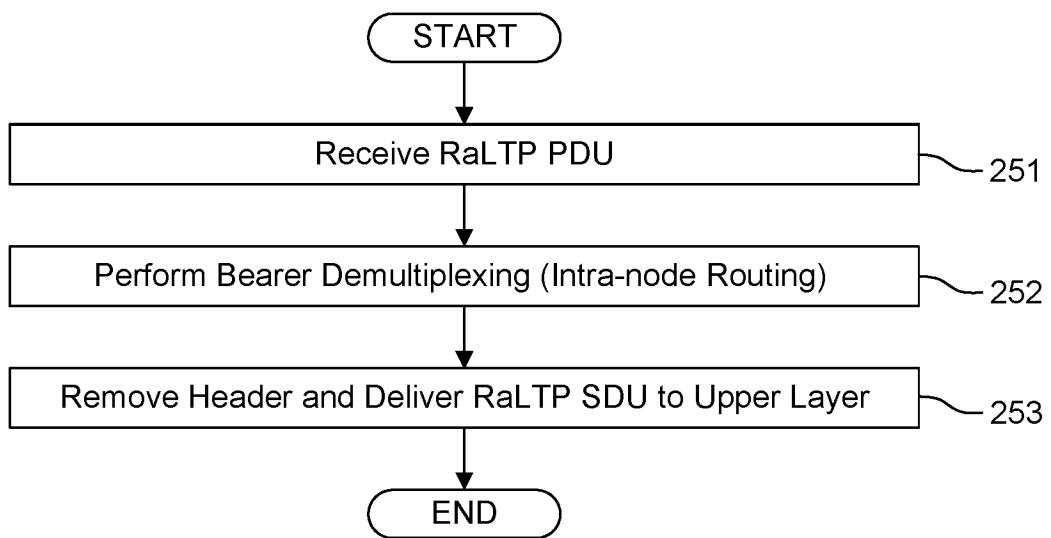 START
Receive RaLTP PDU
251
Perform Bearer Demultiplexing (Intra-node Routing)
252
Remove Header and Deliver RaLTP SDU to Upper Layer
253
END